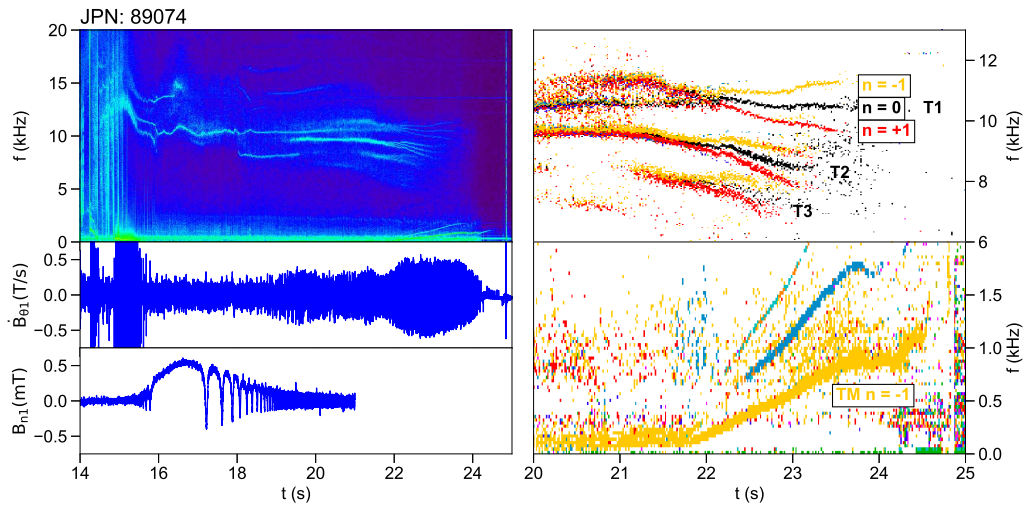 JPN: 89074
20
15
10
5
0
f (kHz)
0.5
0.0
−0.5
Ḃθ1(T/s)
0.5
0.0
−0.5
Bn1(mT)
14
16
18
20
22
24
t (s)
12
10
8
6
f (kHz)
n = -1
n = 0
T1
n = +1
T2
T3
1.5
1.0
0.5
0.0
f (kHz)
TM n = -1
20
21
22
23
24
25
t (s)